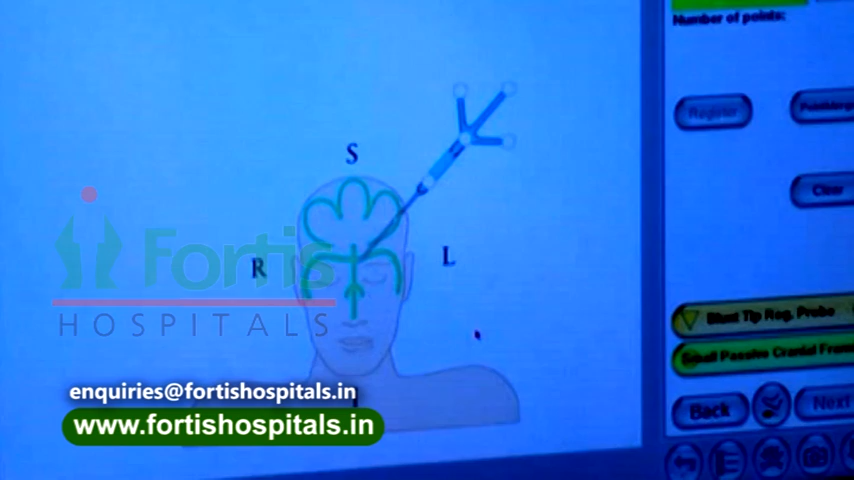 Number of points:
Register
Clear
S
R
L
Fortis
HOSPITALS
Blunt Tip Reg. Probe
Small Passive Cranial Frame
enquiries@fortishospitals.in
www.fortishospitals.in
Back
Next